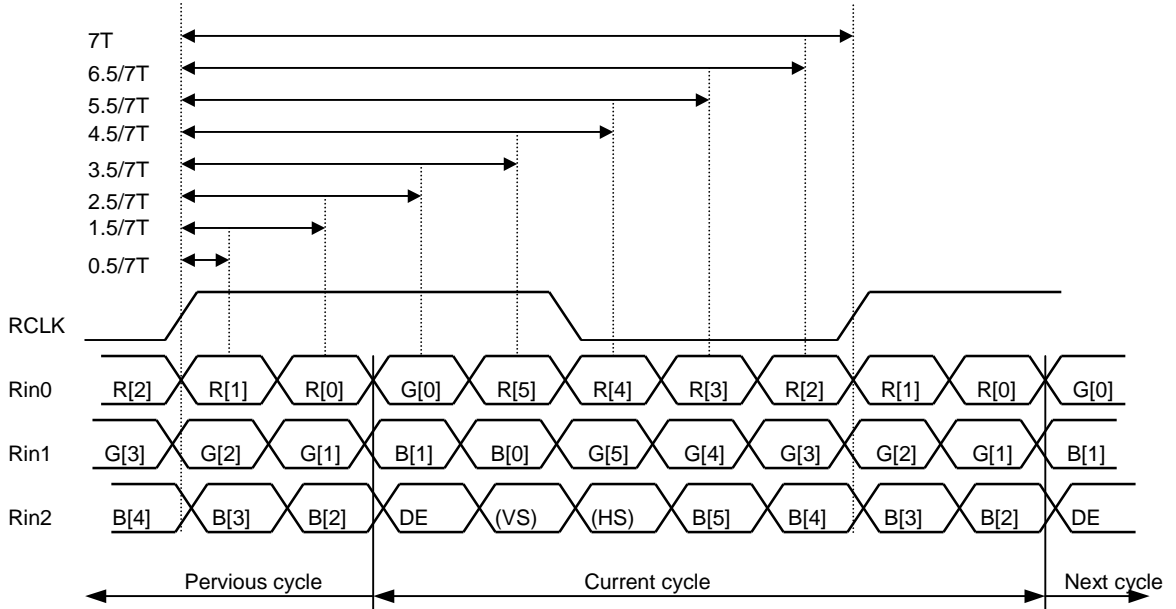 7T
6.5/7T
5.5/7T
4.5/7T
3.5/7T
2.5/7T
1.5/7T
0.5/7T
RCLK
Rin0 R[2] R[1] R[0] G[0] R[5] R[4] R[3] R[2] R[1] R[0] G[0]
Rin1 G[3] G[2] G[1] B[1] B[0] G[5] G[4] G[3] G[2] G[1] B[1]
Rin2 B[4] B[3] B[2] DE (VS) (HS) B[5] B[4] B[3] B[2] DE
Pervious cycle Current cycle Next cycle